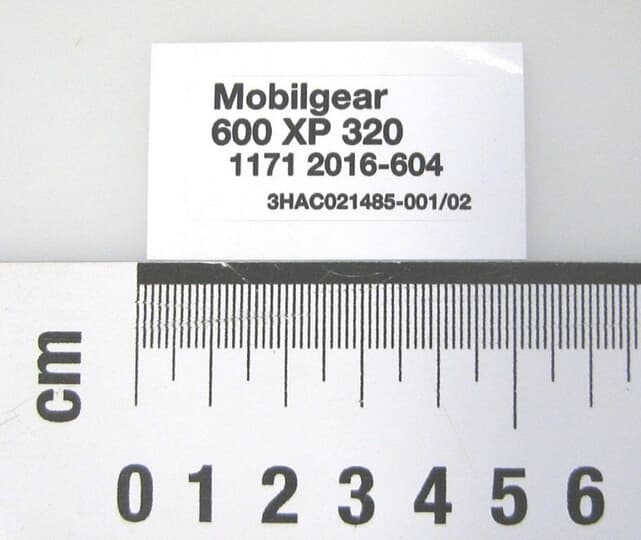 Mobilgear
600 XP 320
1171 2016-604
3HAC021485-001/02
cm
0 1 2 3 4 5 6